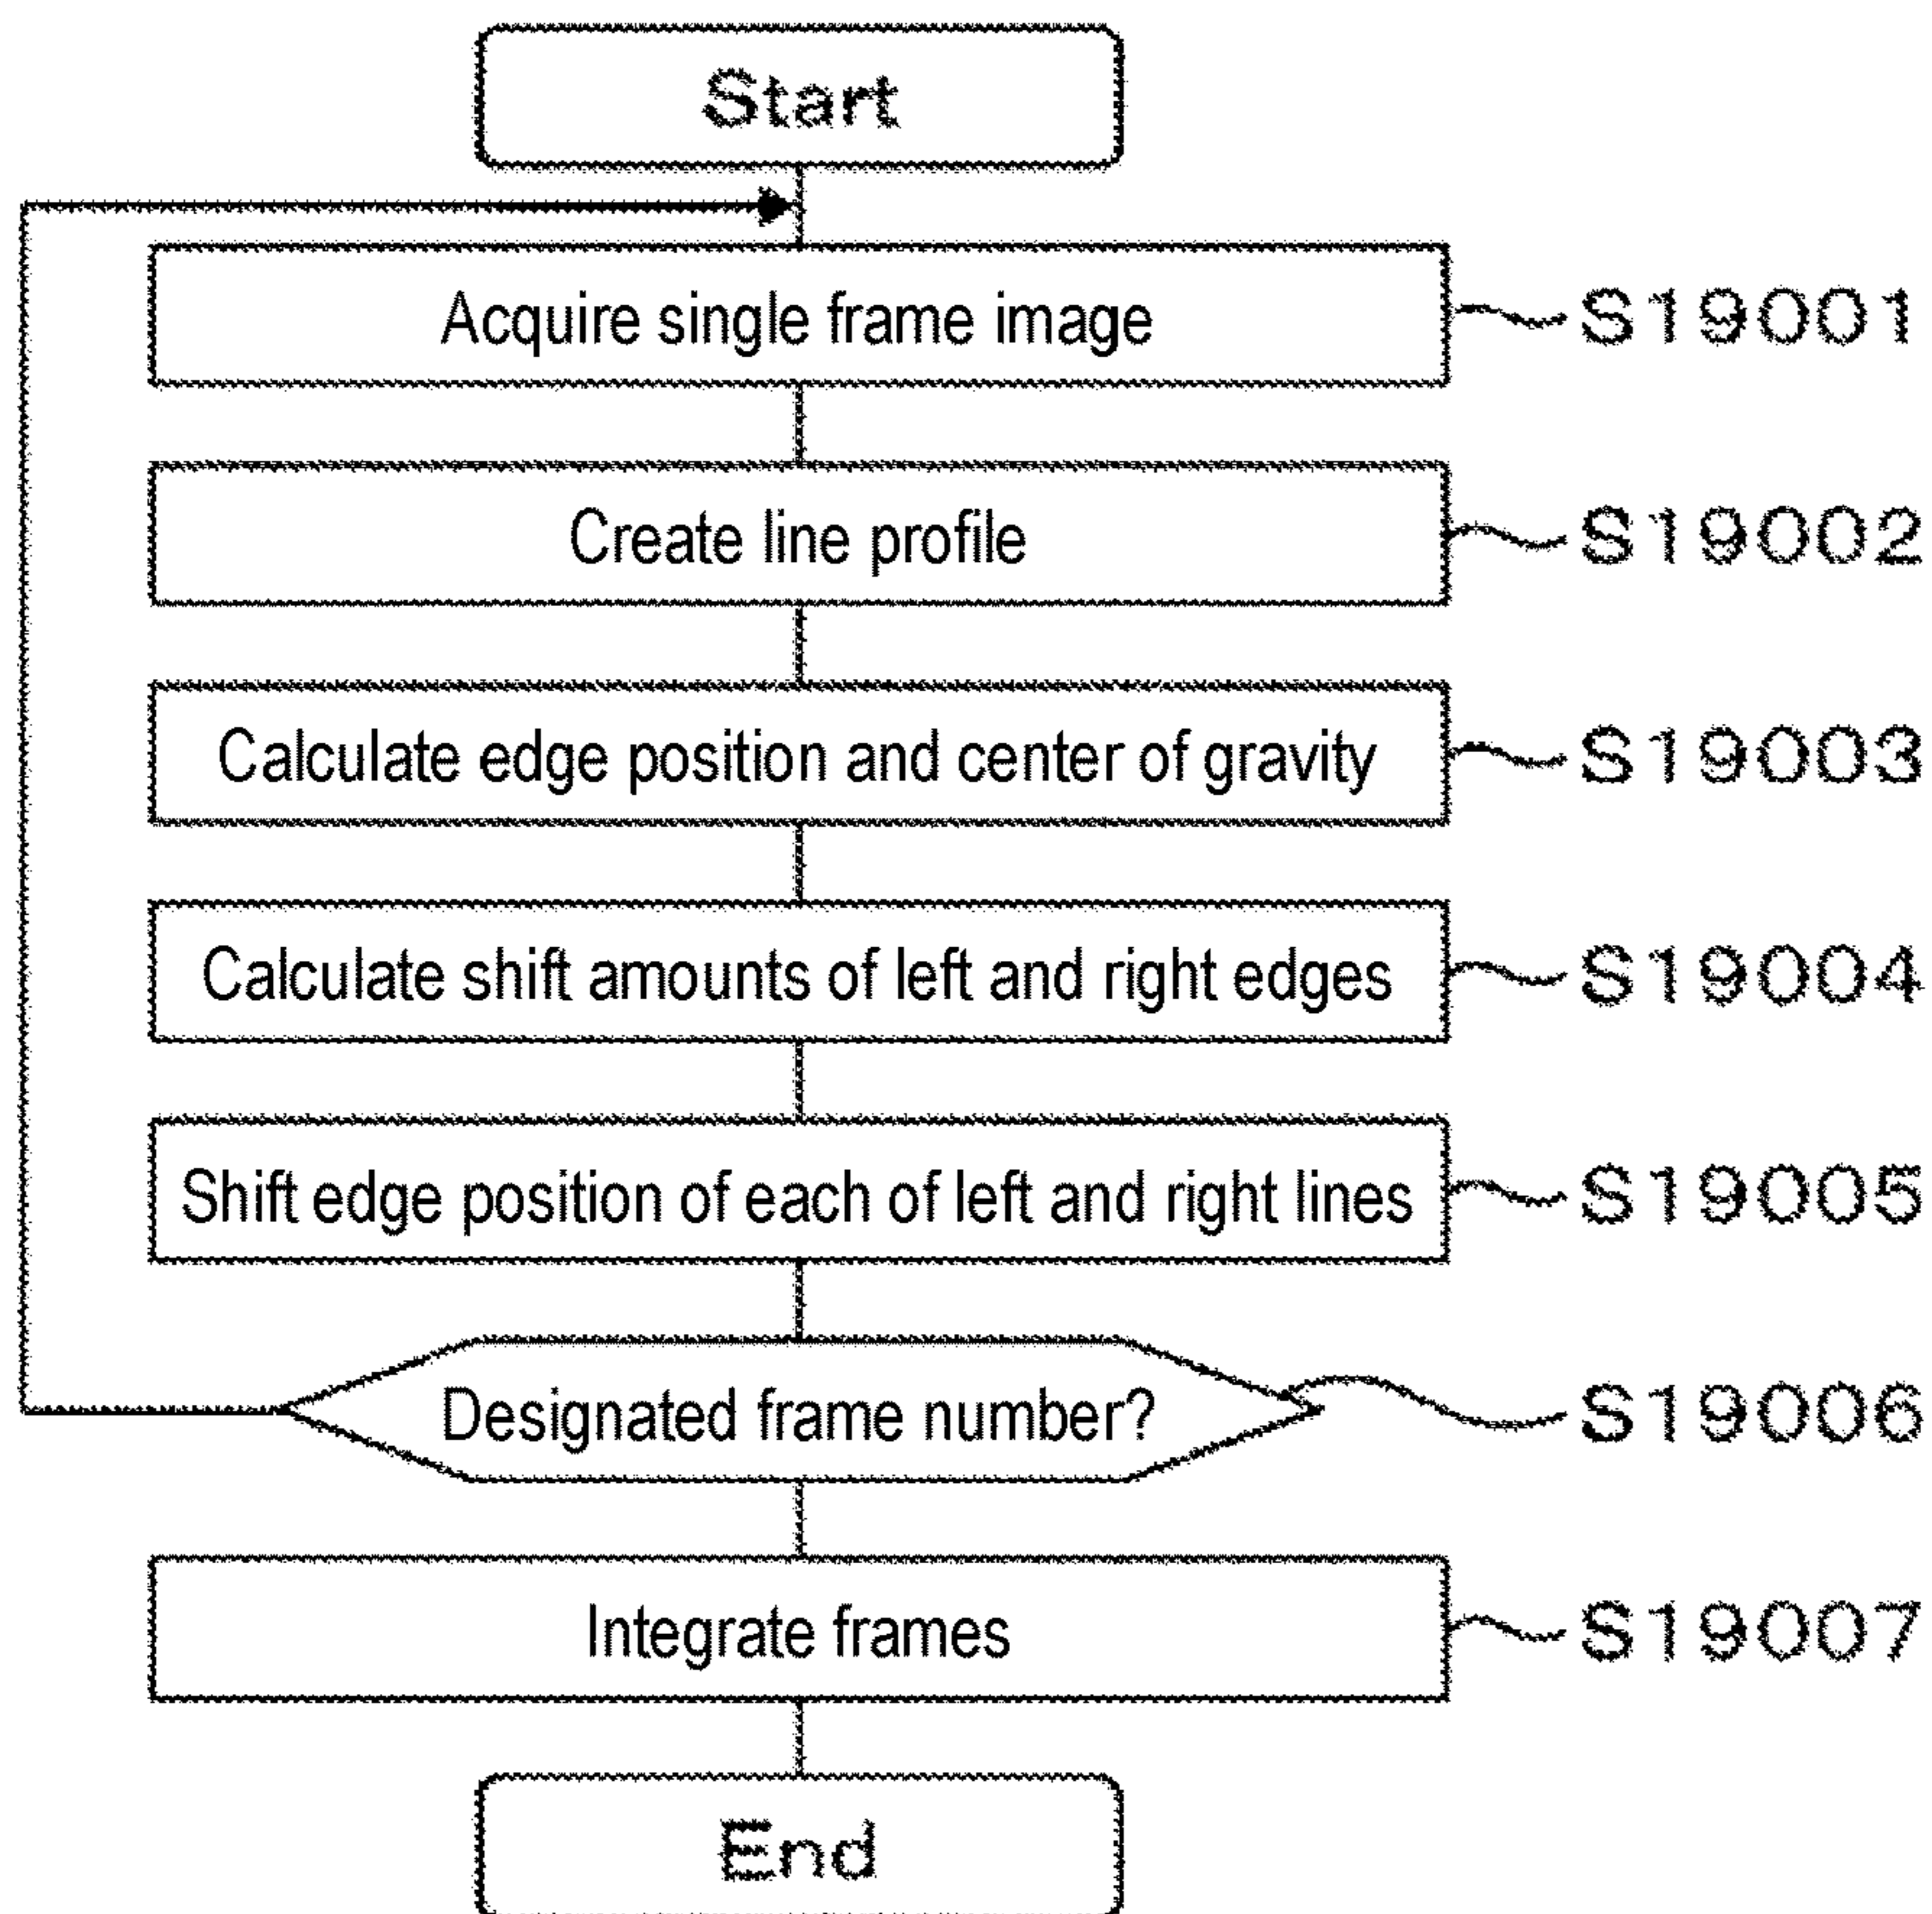 Start
Acquire single frame image S19001
Create line profile S19002
Calculate edge position and center of gravity S19003
Calculate shift amounts of left and right edges S19004
Shift edge position of each of left and right lines S19005
Designated frame number? S19006
Integrate frames S19007
End